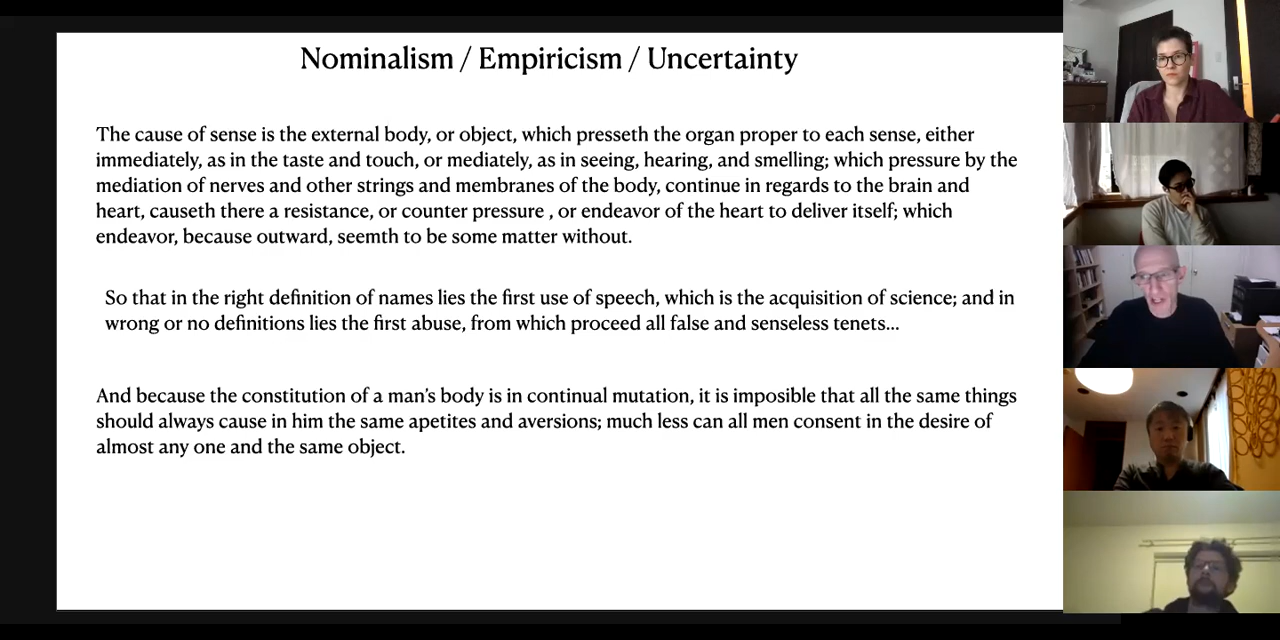 Nominalism / Empiricism / Uncertainty
The cause of sense is the external body, or object, which presseth the organ proper to each sense, either
immediately, as in the taste and touch, or mediately, as in seeing, hearing, and smelling; which pressure by the
mediation of nerves and other strings and membranes of the body, continue in regards to the brain and
heart, causeth there a resistance, or counter pressure , or endeavor of the heart to deliver itself; which
endeavor, because outward, seemth to be some matter without.
So that in the right definition of names lies the first use of speech, which is the acquisition of science; and in
wrong or no definitions lies the first abuse, from which proceed all false and senseless tenets...
And because the constitution of a man's body is in continual mutation, it is imposible that all the same things
should always cause in him the same apetites and aversions; much less can all men consent in the desire of
almost any one and the same object.